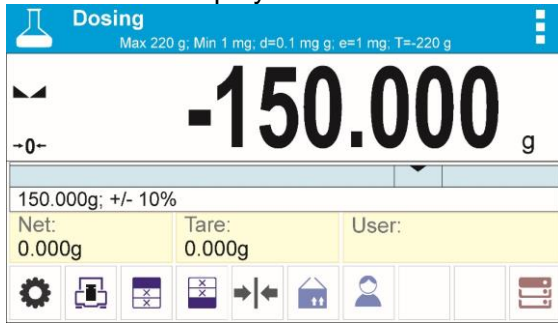 Dosing
Max 220 g; Min 1 mg; d=0.1 mg g; e=1 mg; T=-220 g
-150.000 g
→0←
150.000g; +/- 10%
Net: Tare: User:
0.000g 0.000g